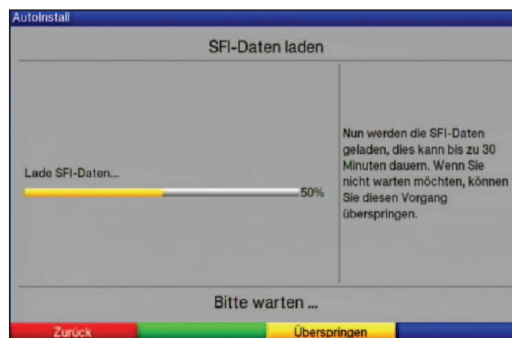 AutoInstall
SFI-Daten laden
Lade SFI-Daten...
50%
Nun werden die SFI-Daten
geladen, dies kann bis zu 30
Minuten dauern. Wenn Sie
nicht warten möchten, können
Sie diesen Vorgang
überspringen.
Bitte warten ...
Zurück
Überspringen